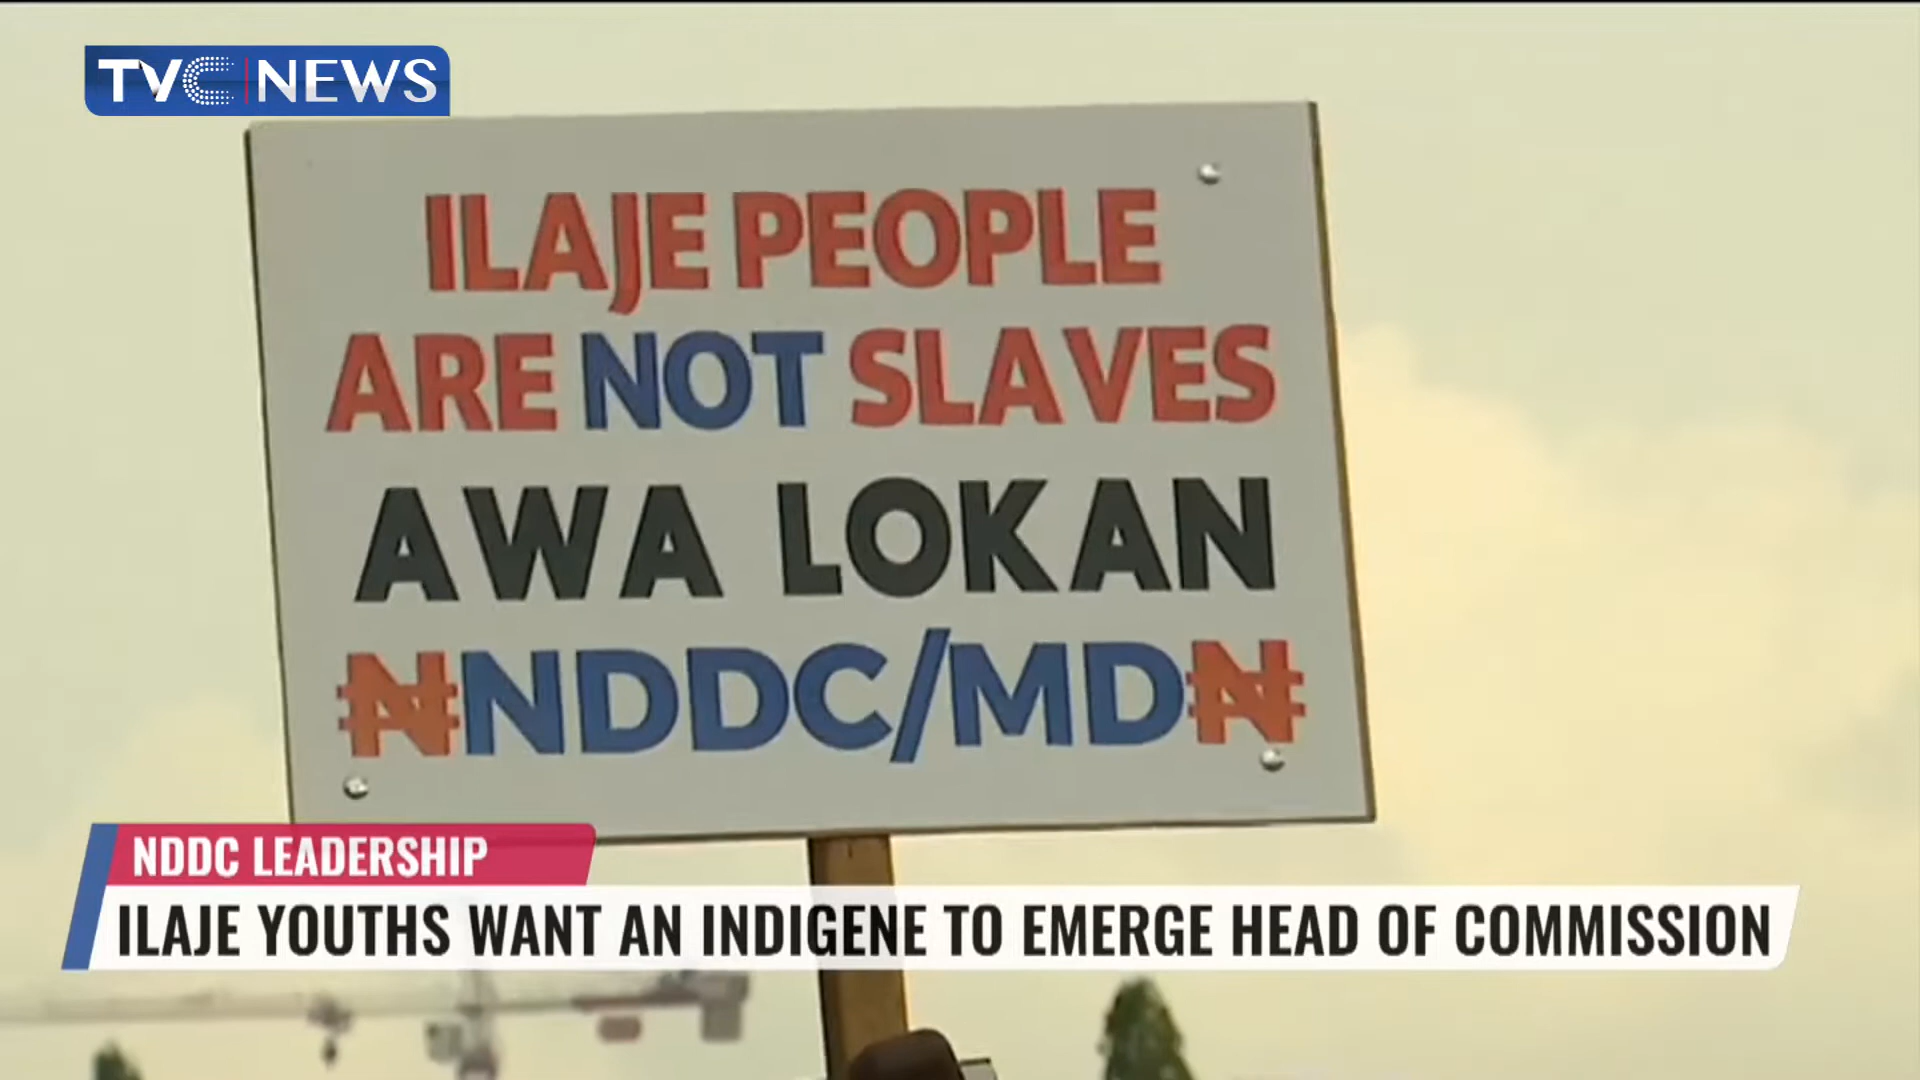 TVC NEWS
ILAJE PEOPLE
ARE NOT SLAVES
AWA LOKAN
₦NDDC/MD₦
NDDC LEADERSHIP
ILAJE YOUTHS WANT AN INDIGENE TO EMERGE HEAD OF COMMISSION